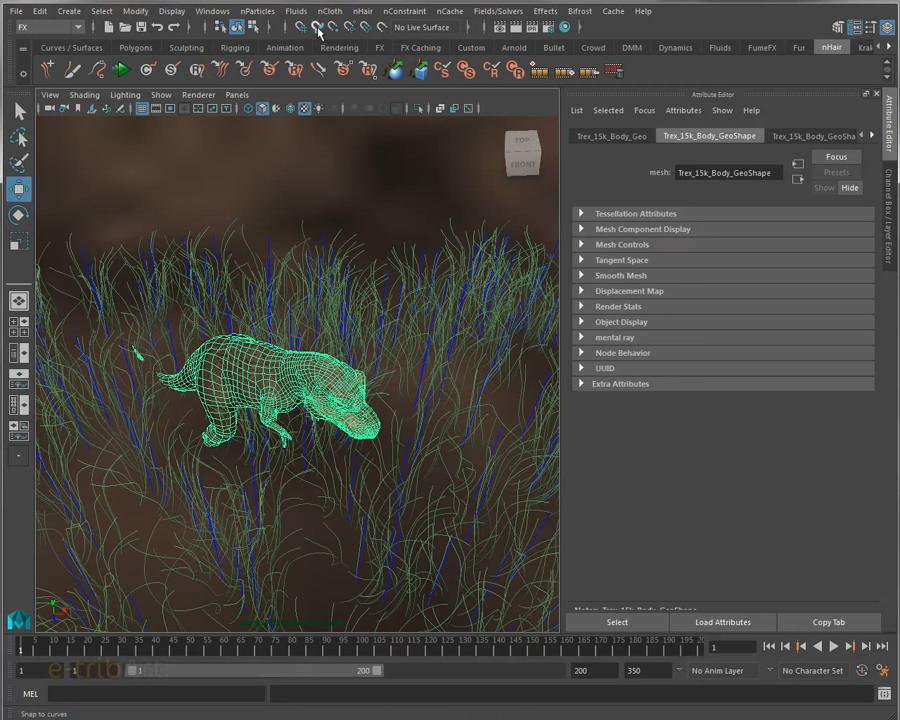 File Edit Create Select Modify Display Windows nParticles Fluids nCloth nHair nConstraint nCache Fields/Solvers Effects Bifrost Cache Help
FX No Live Surface
Curves / Surfaces Polygons Sculpting Rigging Animation Rendering FX FX Caching Custom Arnold Bullet Crowd DMM Dynamics Fluids FumeFX Fur nHair
View Shading Lighting Show Renderer Panels
Attribute Editor
List Selected Focus Attributes Show Help
Trex_15k_Body_Geo Trex_15k_Body_GeoShape Trex_15k_Body_GeoSha
Attribute Editor
Channel Box / Layer Editor
TOP
FRONT
mesh: Trex_15k_Body_GeoShape
Focus
Presets
Show Hide
Tessellation Attributes
Mesh Component Display
Mesh Controls
Tangent Space
Smooth Mesh
Displacement Map
Render Stats
Object Display
mental ray
Node Behavior
UUID
Extra Attributes
Notes: Trex_15k_Body_GeoShape
Select Load Attributes Copy Tab
5 10 15 20 25 30 35 40 45 50 55 60 65 70 75 80 85 90 95 100 105 110 115 120 125 130 135 140 145 150 155 160 165 170 175 180 185 190 195 20
1 1
1 1 1 200 200 350 No Anim Layer No Character Set
MEL
Snap to curves